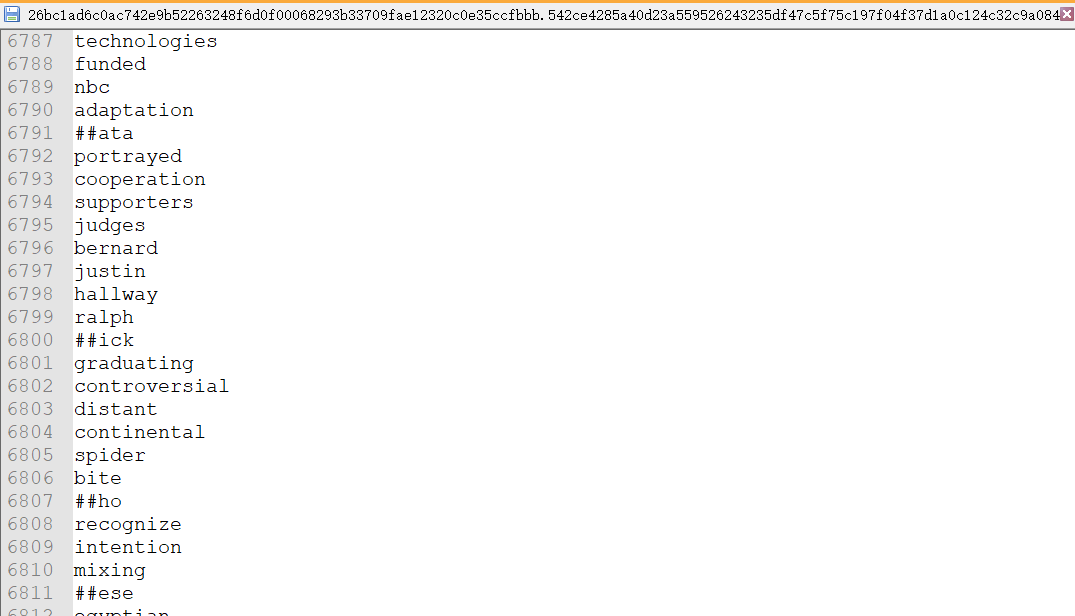 26bc1ad6c0ac742e9b52263248f6d0f00068293b33709fae12320c0e35ccfbbb.542ce4285a40d23a559526243235df47c5f75c197f04f37d1a0c124c32c9a084
6787 technologies
6788 funded
6789 nbc
6790 adaptation
6791 ##ata
6792 portrayed
6793 cooperation
6794 supporters
6795 judges
6796 bernard
6797 justin
6798 hallway
6799 ralph
6800 ##ick
6801 graduating
6802 controversial
6803 distant
6804 continental
6805 spider
6806 bite
6807 ##ho
6808 recognize
6809 intention
6810 mixing
6811 ##ese
6812 egyptian